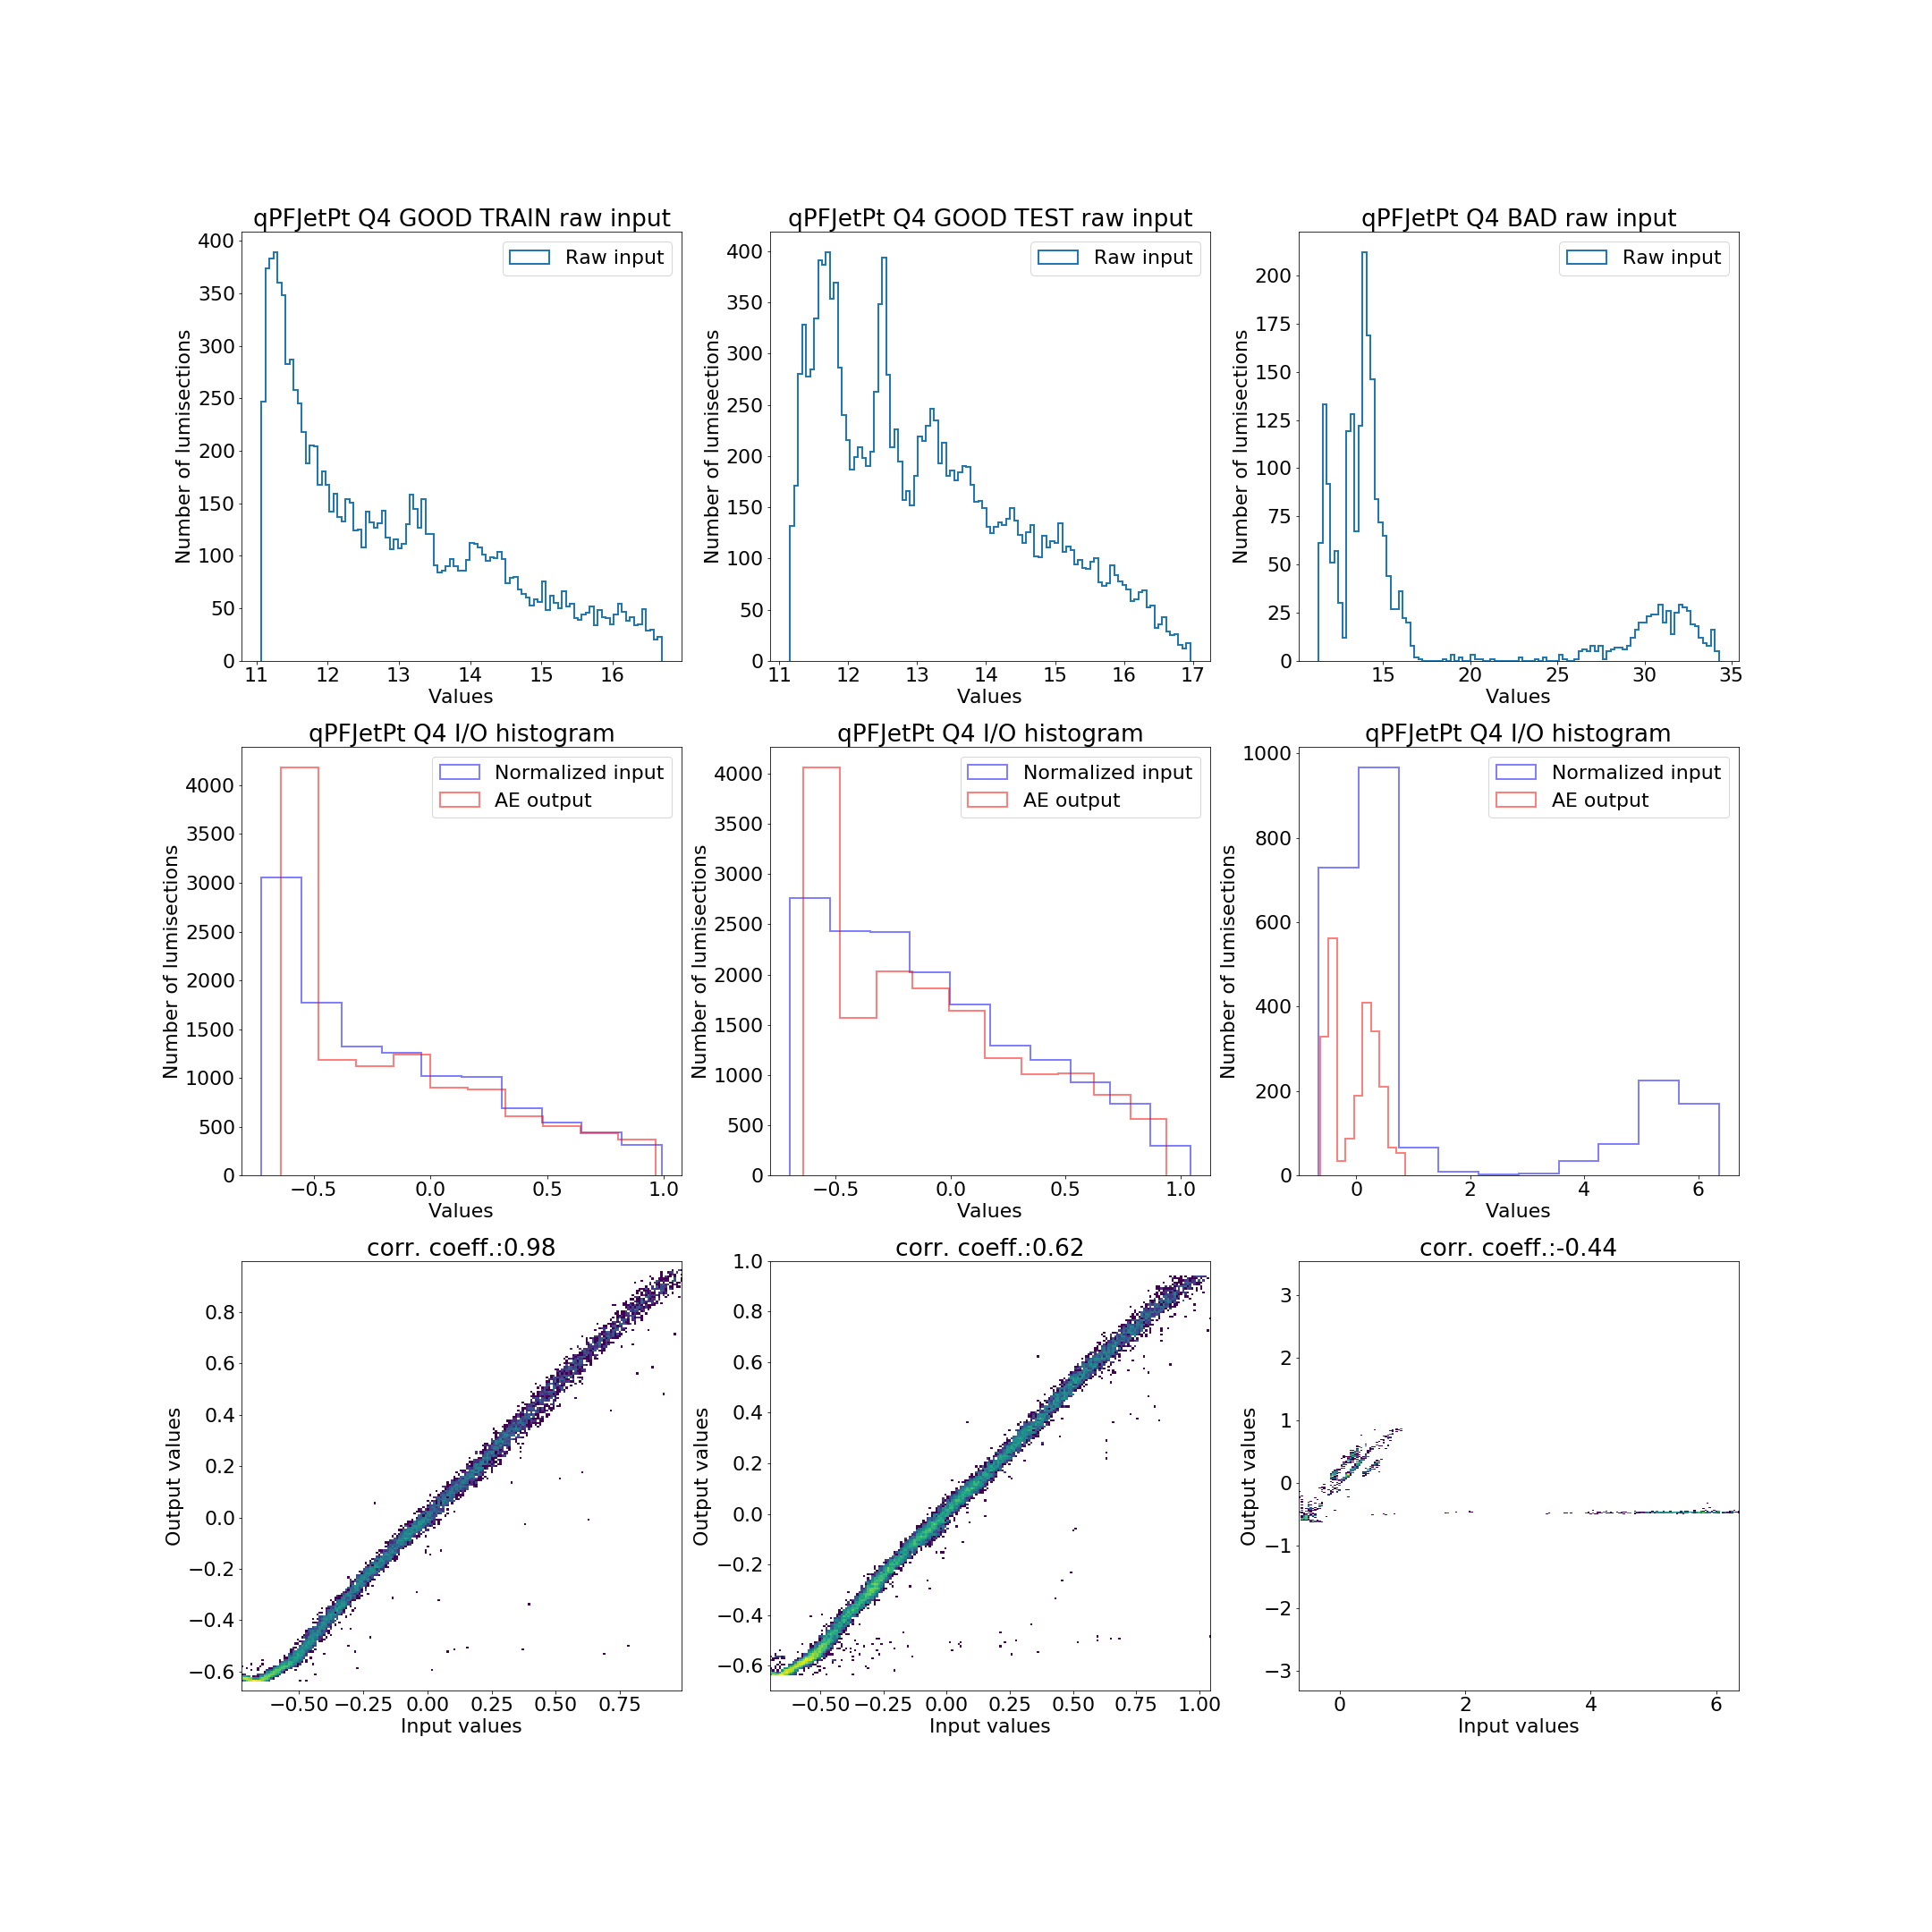 qPFJetPt Q4 GOOD TRAIN raw input
Raw input
400
350
300
250
200
150
100
50
0
Number of lumisections
11 12 13 14 15 16
Values
qPFJetPt Q4 GOOD TEST raw input
Raw input
400
350
300
250
200
150
100
50
0
Number of lumisections
11 12 13 14 15 16 17
Values
qPFJetPt Q4 BAD raw input
Raw input
200
175
150
125
100
75
50
25
0
Number of lumisections
15 20 25 30 35
Values
qPFJetPt Q4 I/O histogram
Normalized input
AE output
4000
3500
3000
2500
2000
1500
1000
500
0
Number of lumisections
−0.5 0.0 0.5 1.0
Values
qPFJetPt Q4 I/O histogram
Normalized input
AE output
4000
3500
3000
2500
2000
1500
1000
500
0
Number of lumisections
−0.5 0.0 0.5 1.0
Values
qPFJetPt Q4 I/O histogram
Normalized input
AE output
1000
800
600
400
200
0
Number of lumisections
0 2 4 6
Values
corr. coeff.:0.98
0.8
0.6
0.4
0.2
0.0
−0.2
−0.4
−0.6
Output values
−0.50 −0.25 0.00 0.25 0.50 0.75
Input values
corr. coeff.:0.62
1.0
0.8
0.6
0.4
0.2
0.0
−0.2
−0.4
−0.6
Output values
−0.50 −0.25 0.00 0.25 0.50 0.75 1.00
Input values
corr. coeff.:-0.44
3
2
1
0
−1
−2
−3
Output values
0 2 4 6
Input values